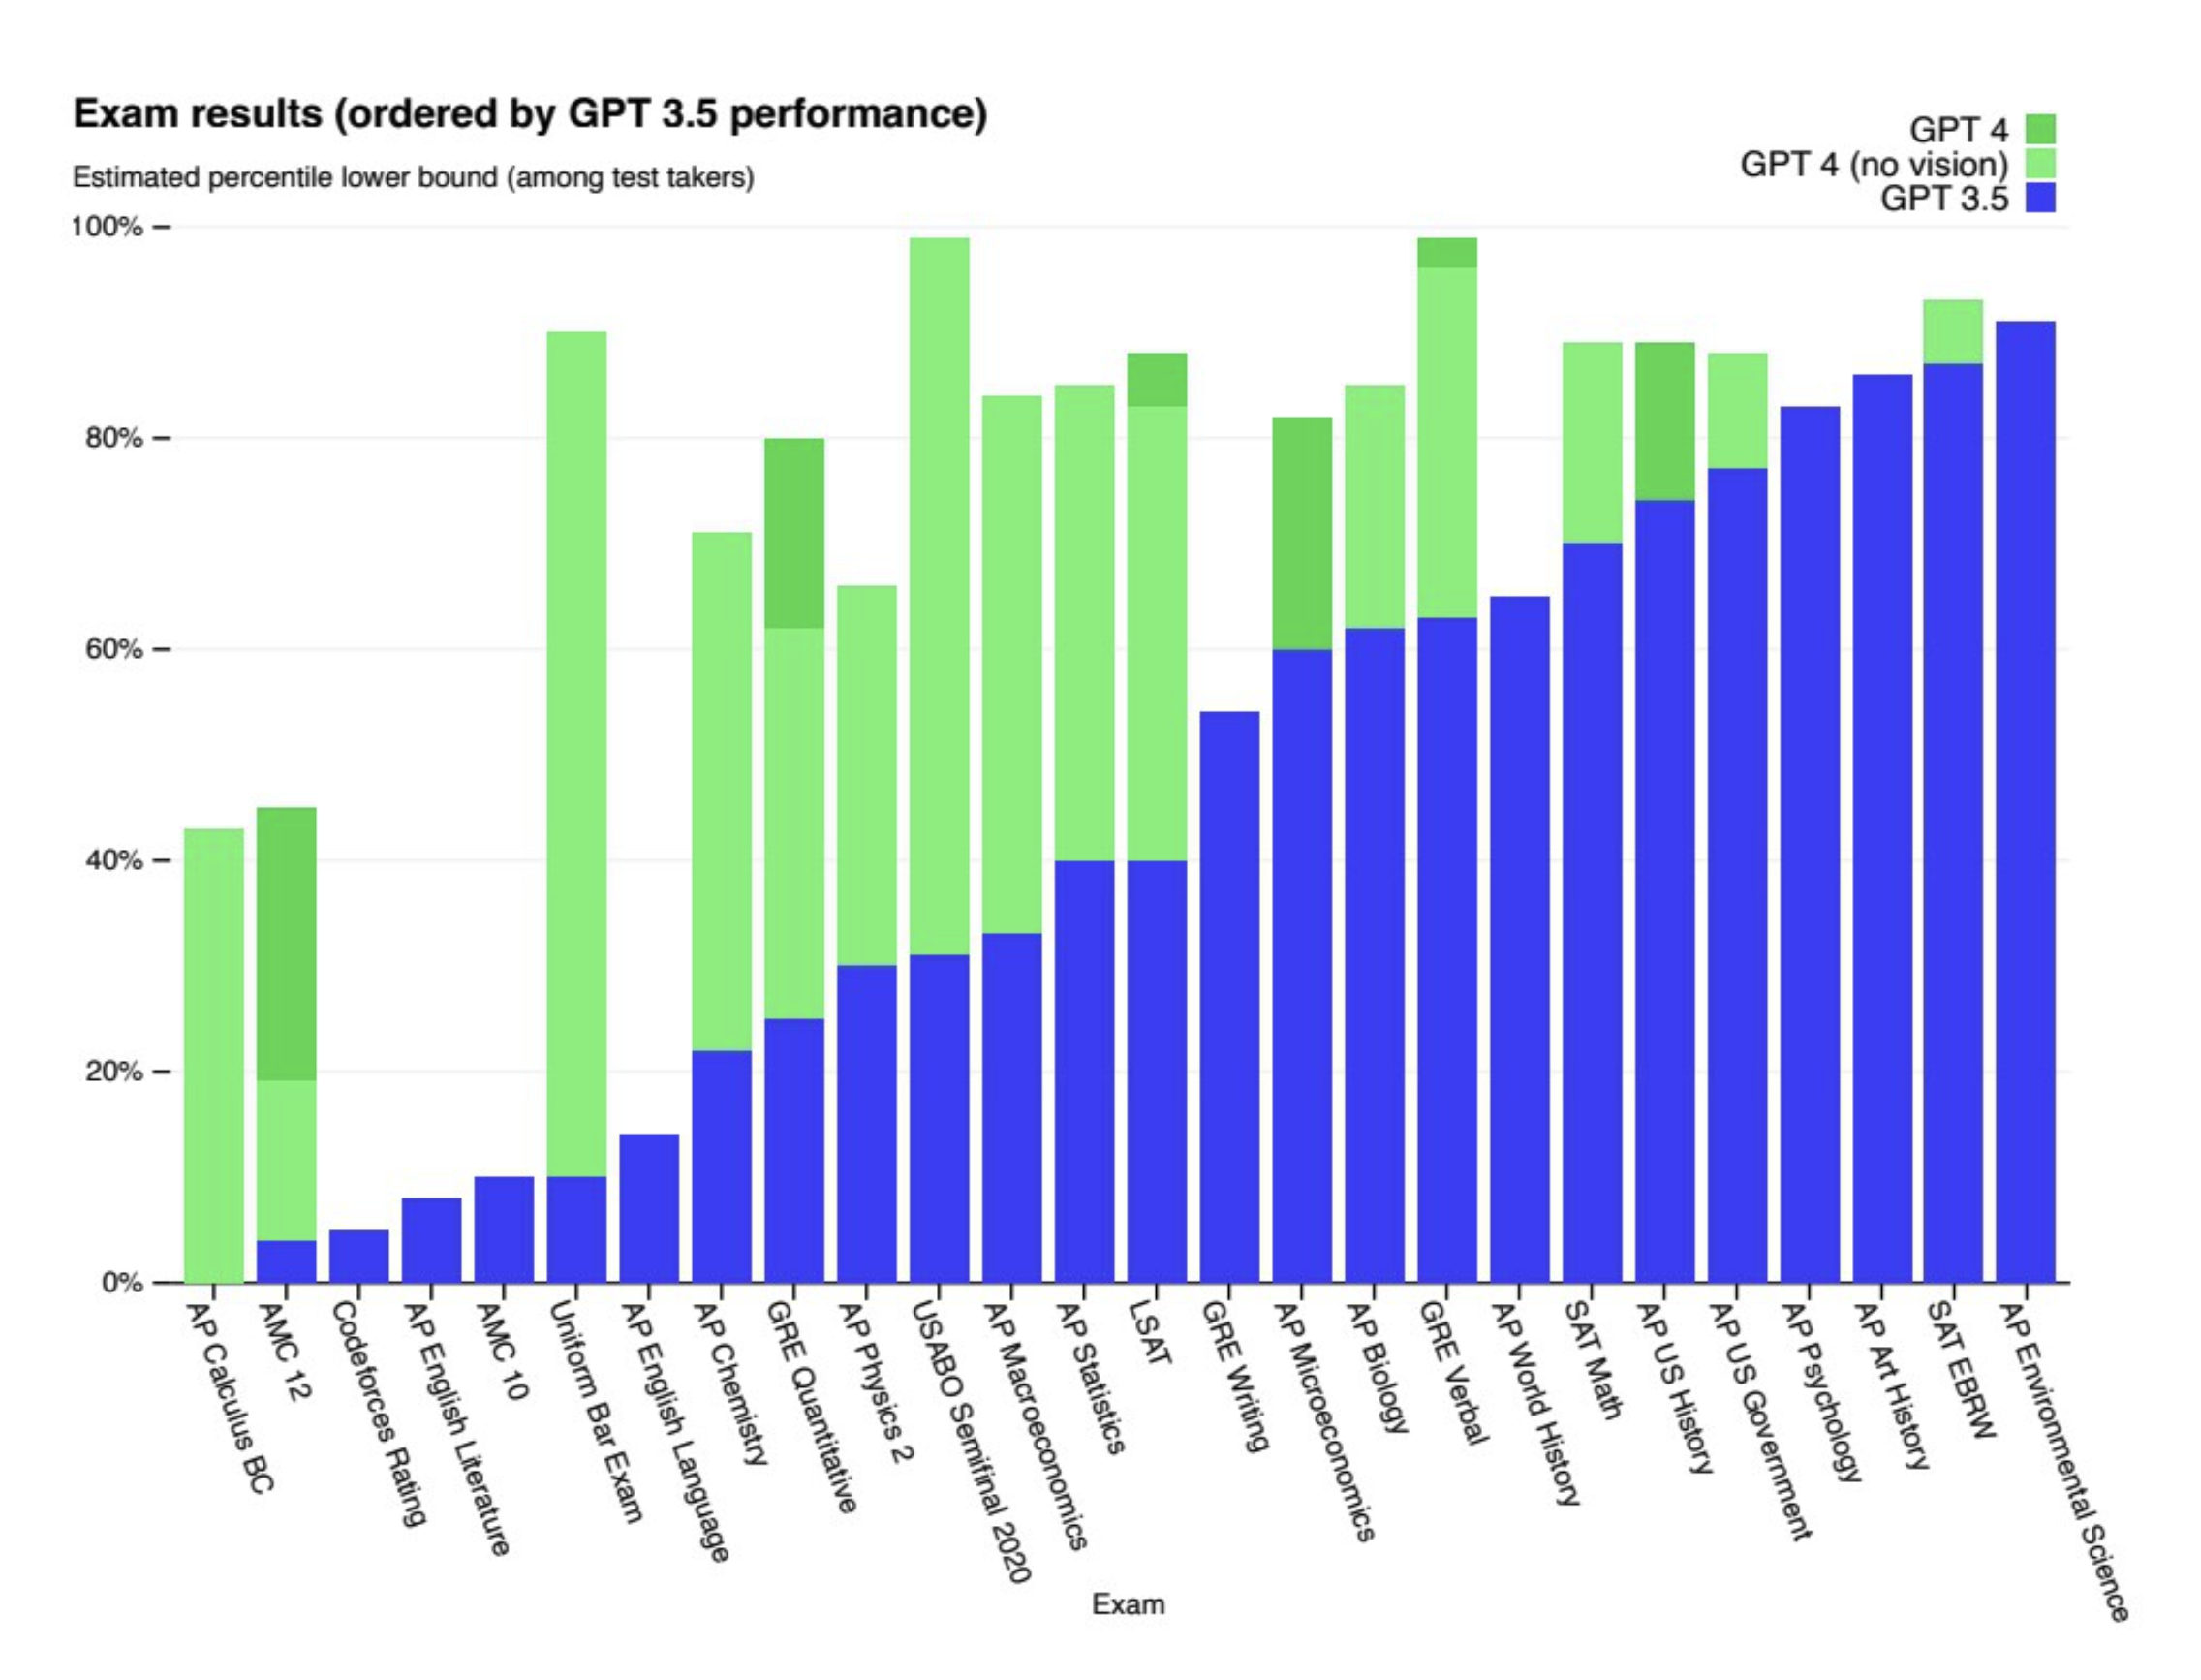 Exam results (ordered by GPT 3.5 performance)
Estimated percentile lower bound (among test takers)
GPT 4
GPT 4 (no vision)
GPT 3.5
100%
80%
60%
40%
20%
0%
AP Calculus BC
AMC 12
Codeforces Rating
AP English Literature
AMC 10
Uniform Bar Exam
AP English Language
AP Chemistry
GRE Quantitative
AP Physics 2
USABO Semifinal 2020
AP Macroeconomics
AP Statistics
LSAT
GRE Writing
AP Microeconomics
AP Biology
GRE Verbal
AP World History
SAT Math
AP US History
AP US Government
AP Psychology
AP Art History
SAT EBRW
AP Environmental Science
Exam